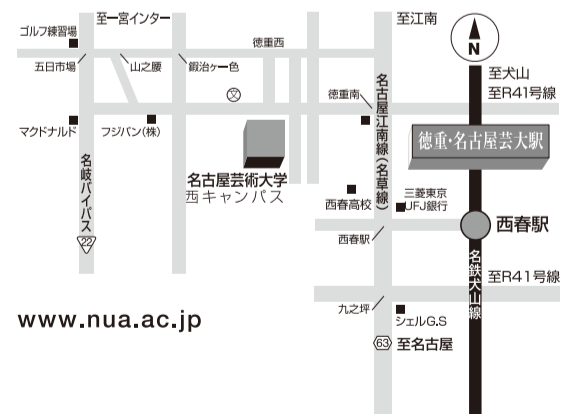 至一宮インター
至江南
ゴルフ練習場
徳重西
N
五日市場
山之腰
鍛治ヶ一色
至犬山
至R41号線
文
徳重南
マクドナルド
フジパン(株)
徳重・名古屋芸大駅
名古屋江南線(名草線)
名岐バイパス
22
名古屋芸術大学
西キャンパス
西春高校
三菱東京
UFJ銀行
西春駅
西春駅
名鉄犬山線
至R41号線
九之坪
シェルG.S
www.nua.ac.jp
63
至名古屋